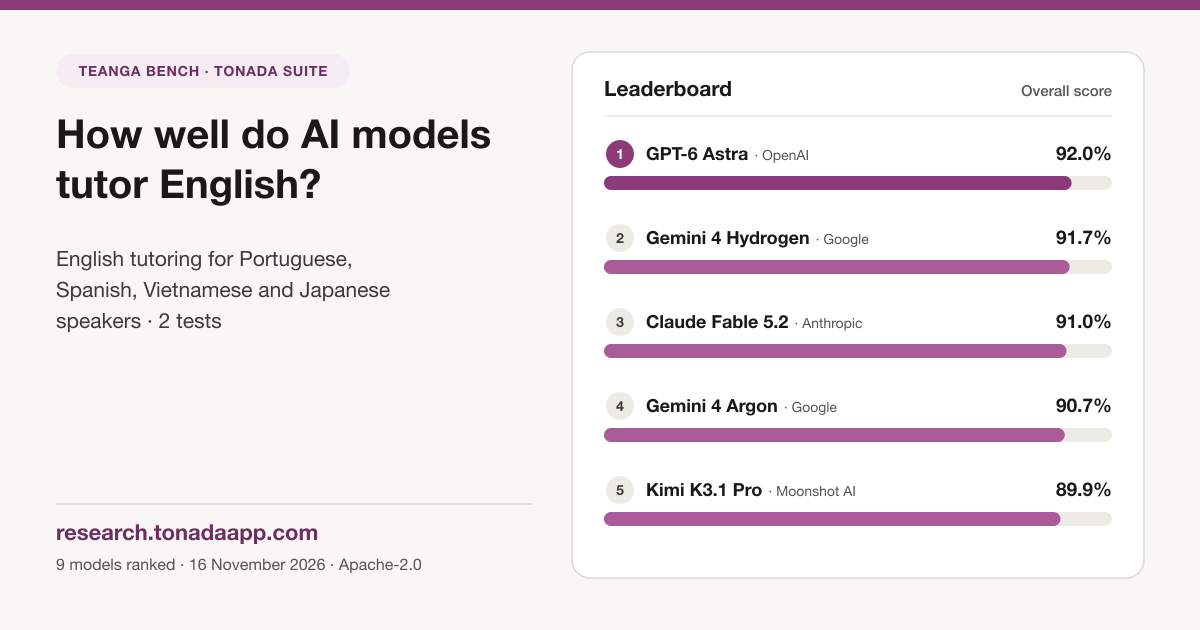 TEANGA BENCH · TONADA SUITE
How well do AI models
tutor English?
English tutoring for Portuguese,
Spanish, Vietnamese and Japanese
speakers · 2 tests
research.tonadaapp.com
9 models ranked · 16 November 2026 · Apache-2.0
Leaderboard Overall score
1 GPT-6 Astra · OpenAI 92.0%
2 Gemini 4 Hydrogen · Google 91.7%
3 Claude Fable 5.2 · Anthropic 91.0%
4 Gemini 4 Argon · Google 90.7%
5 Kimi K3.1 Pro · Moonshot AI 89.9%